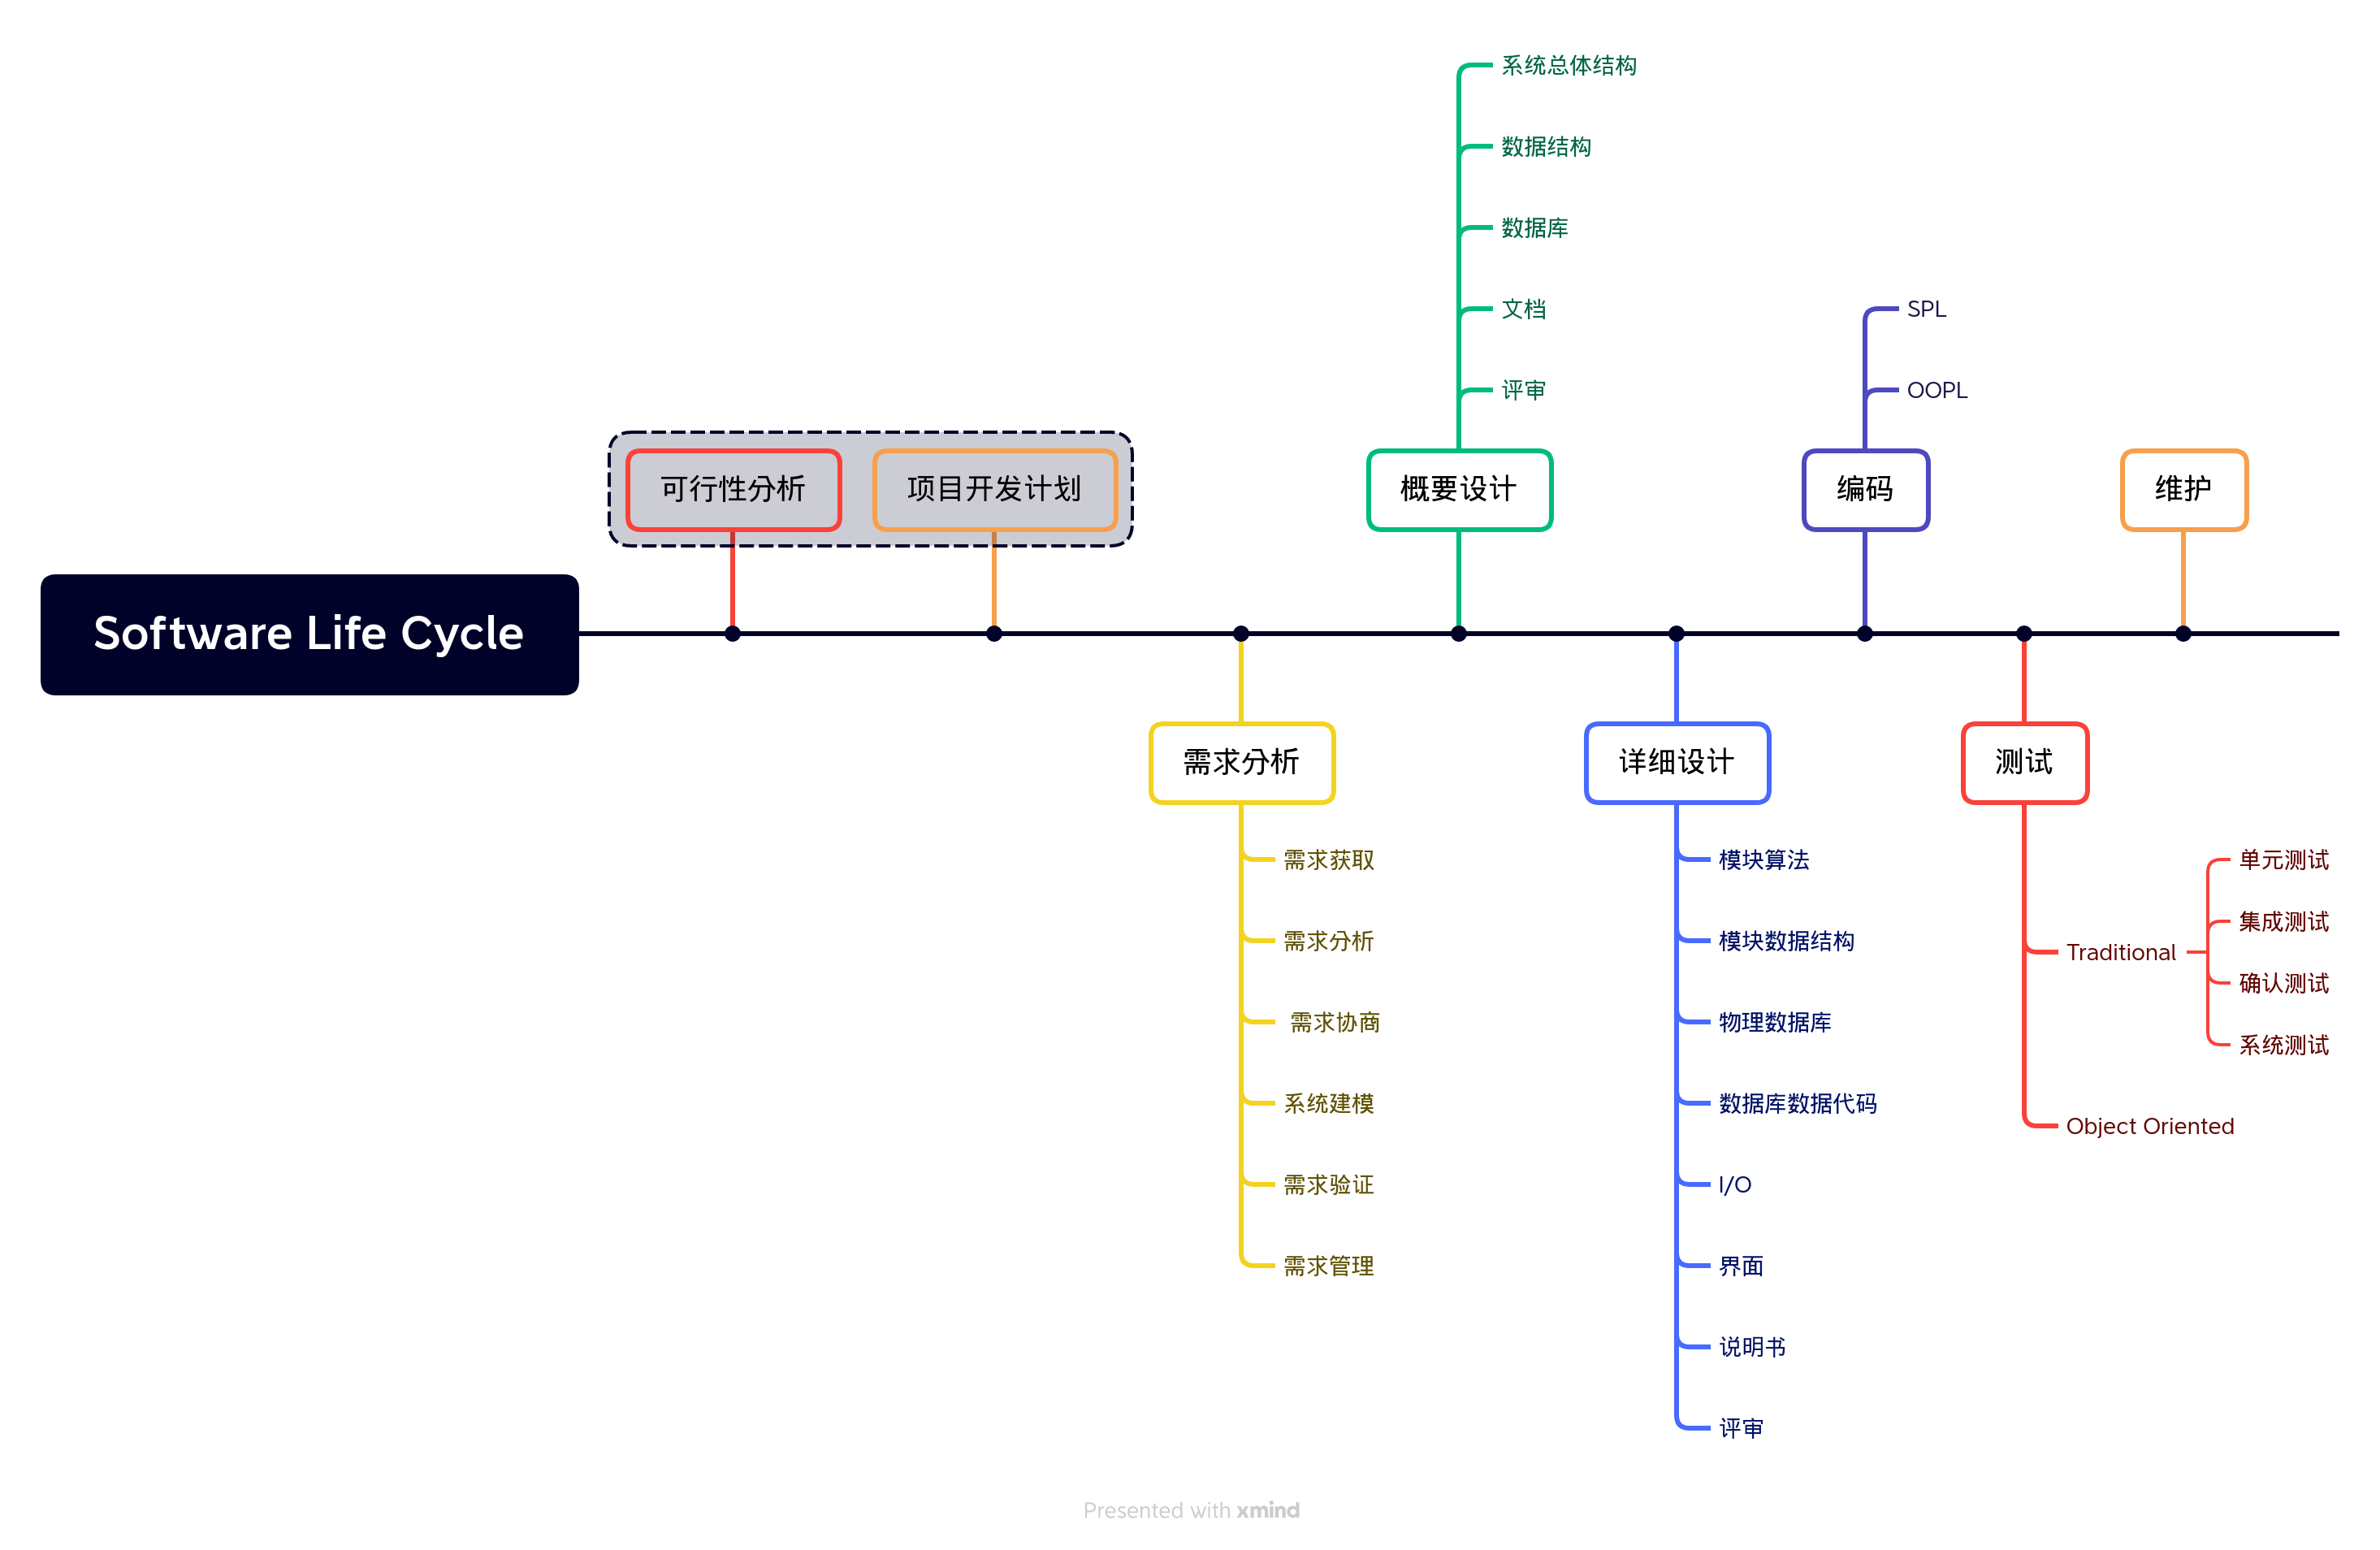 Software Life Cycle
可行性分析
项目开发计划
需求分析
需求获取
需求分析
需求协商
系统建模
需求验证
需求管理
概要设计
系统总体结构
数据结构
数据库
文档
评审
详细设计
模块算法
模块数据结构
物理数据库
数据库数据代码
I/O
界面
说明书
评审
编码
SPL
OOPL
测试
Traditional
单元测试
集成测试
确认测试
系统测试
Object Oriented
维护
Presented with xmind